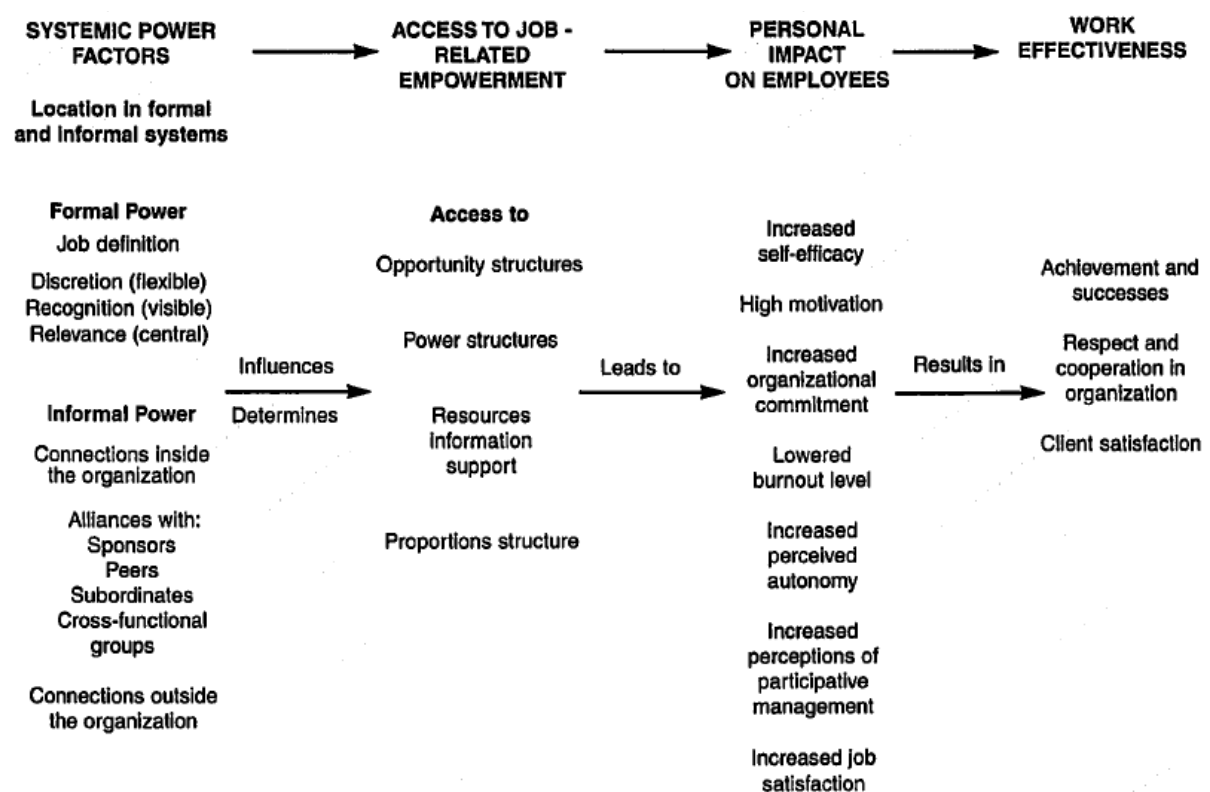 SYSTEMIC POWER
FACTORS
Location in formal
and informal systems
Formal Power
Job definition
Discretion (flexible)
Recognition (visible)
Relevance (central)
Informal Power
Connections inside
the organization
Alliances with:
Sponsors
Peers
Subordinates
Cross-functional
groups
Connections outside
the organization
Influences
Determines
ACCESS TO JOB -
RELATED
EMPOWERMENT
Access to
Opportunity structures
Power structures
Resources
Information
support
Proportions structure
Leads to
PERSONAL
IMPACT
ON EMPLOYEES
Increased
self-efficacy
High motivation
Increased
organizational
commitment
Lowered
burnout level
Increased
perceived
autonomy
Increased
perceptions of
participative
management
Increased job
satisfaction
Results in
WORK
EFFECTIVENESS
Achievement and
successes
Respect and
cooperation in
organization
Client satisfaction